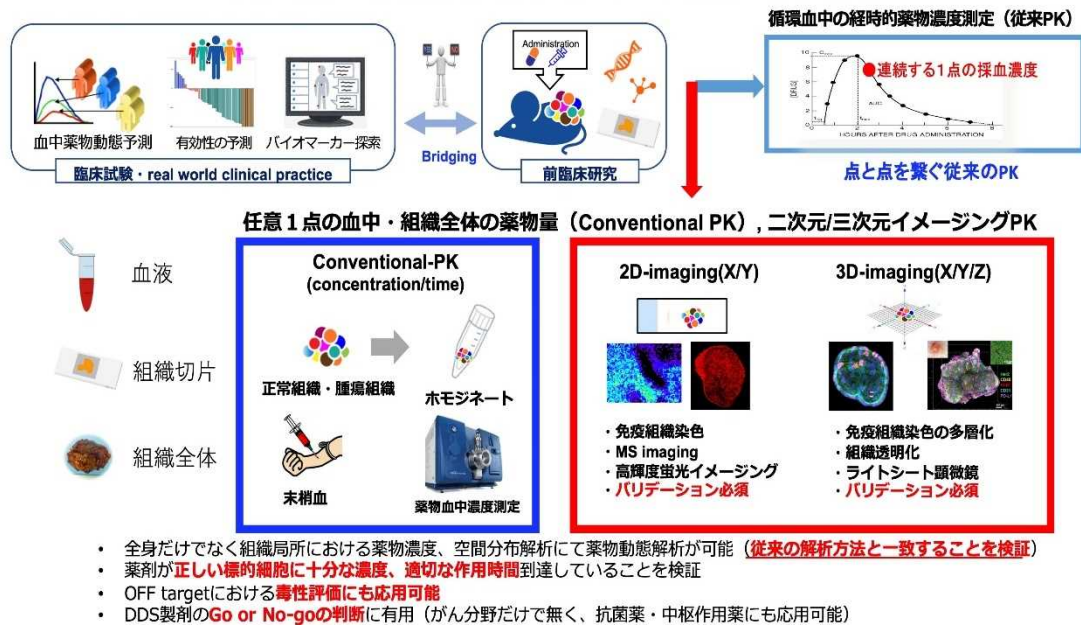 循環血中の経時的薬物濃度測定（従来PK）
Administration
連続する1点の採血濃度
[DRUG]
HOURS AFTER DRUG ADMINISTRATION
血中薬物動態予測
有効性の予測
バイオマーカー探索
Bridging
臨床試験・real world clinical practice
前臨床研究
点と点を繋ぐ従来のPK
任意１点の血中・組織全体の薬物量（Conventional PK）, 二次元/三次元イメージングPK
血液
組織切片
組織全体
Conventional-PK
(concentration/time)
正常組織・腫瘍組織
ホモジネート
末梢血
薬物血中濃度測定
2D-imaging(X/Y)
・免疫組織染色
・MS imaging
・高輝度蛍光イメージング
・バリデーション必須
3D-imaging(X/Y/Z)
・免疫組織染色の多層化
・組織透明化
・ライトシート顕微鏡
・バリデーション必須
• 全身だけでなく組織局所における薬物濃度、空間分布解析にて薬物動態解析が可能（従来の解析方法と一致することを検証）
• 薬剤が正しい標的細胞に十分な濃度、適切な作用時間到達していることを検証
• OFF targetにおける毒性評価にも応用可能
• DDS製剤のGo or No-goの判断に有用（がん分野だけで無く、抗菌薬・中枢作用薬にも応用可能）